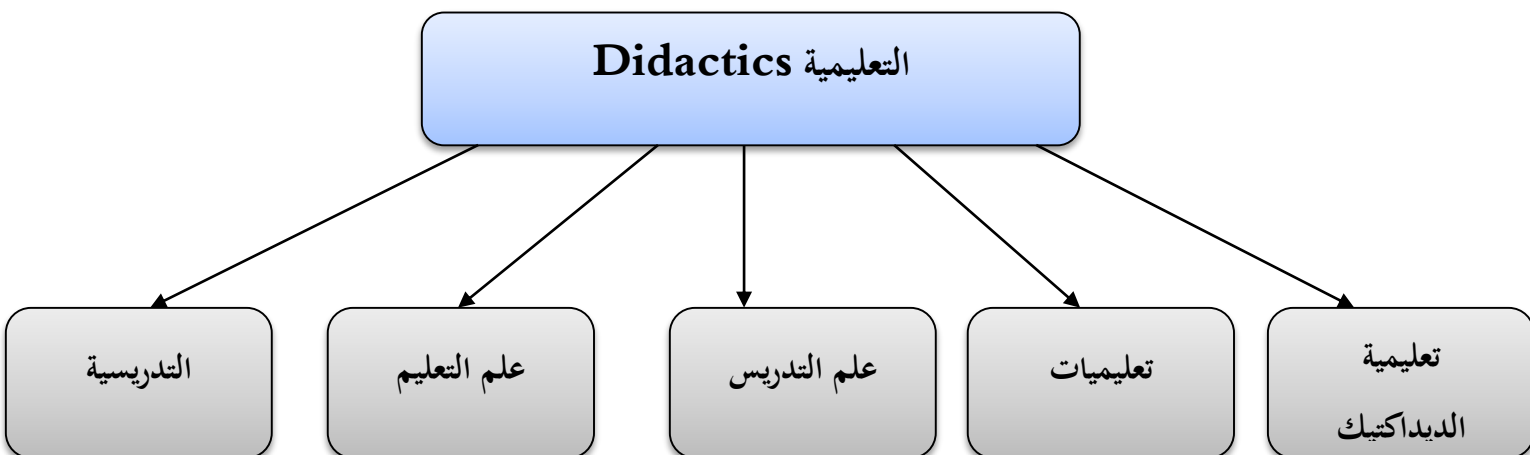 التعليمية Didactics
تعليمية
الديداكتيك
تعليميات
علم التدريس
علم التعليم
التدريسية